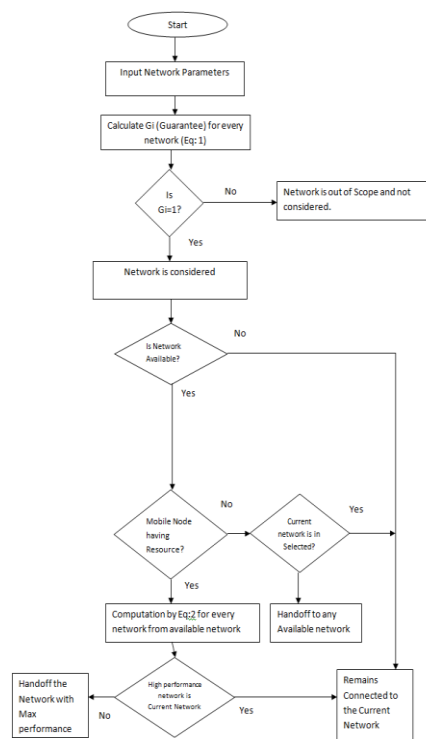 Start
Input Network Parameters
Calculate Gi (Guarantee) for every
network (Eq: 1)
Is
Gi=1?
No
Network is out of Scope and not
considered.
Yes
Network is considered
No
Is Network
Available?
Yes
No
Yes
Mobile Node
having
Resource?
Current
network is in
Selected?
Yes
Computation by Eq:2 for every
network from available network
Handoff to any
Available network
High performance
network is
Current Network
Handoff the
Network with
Max
performance
No
Yes
Remains
Connected to
the Current
Network